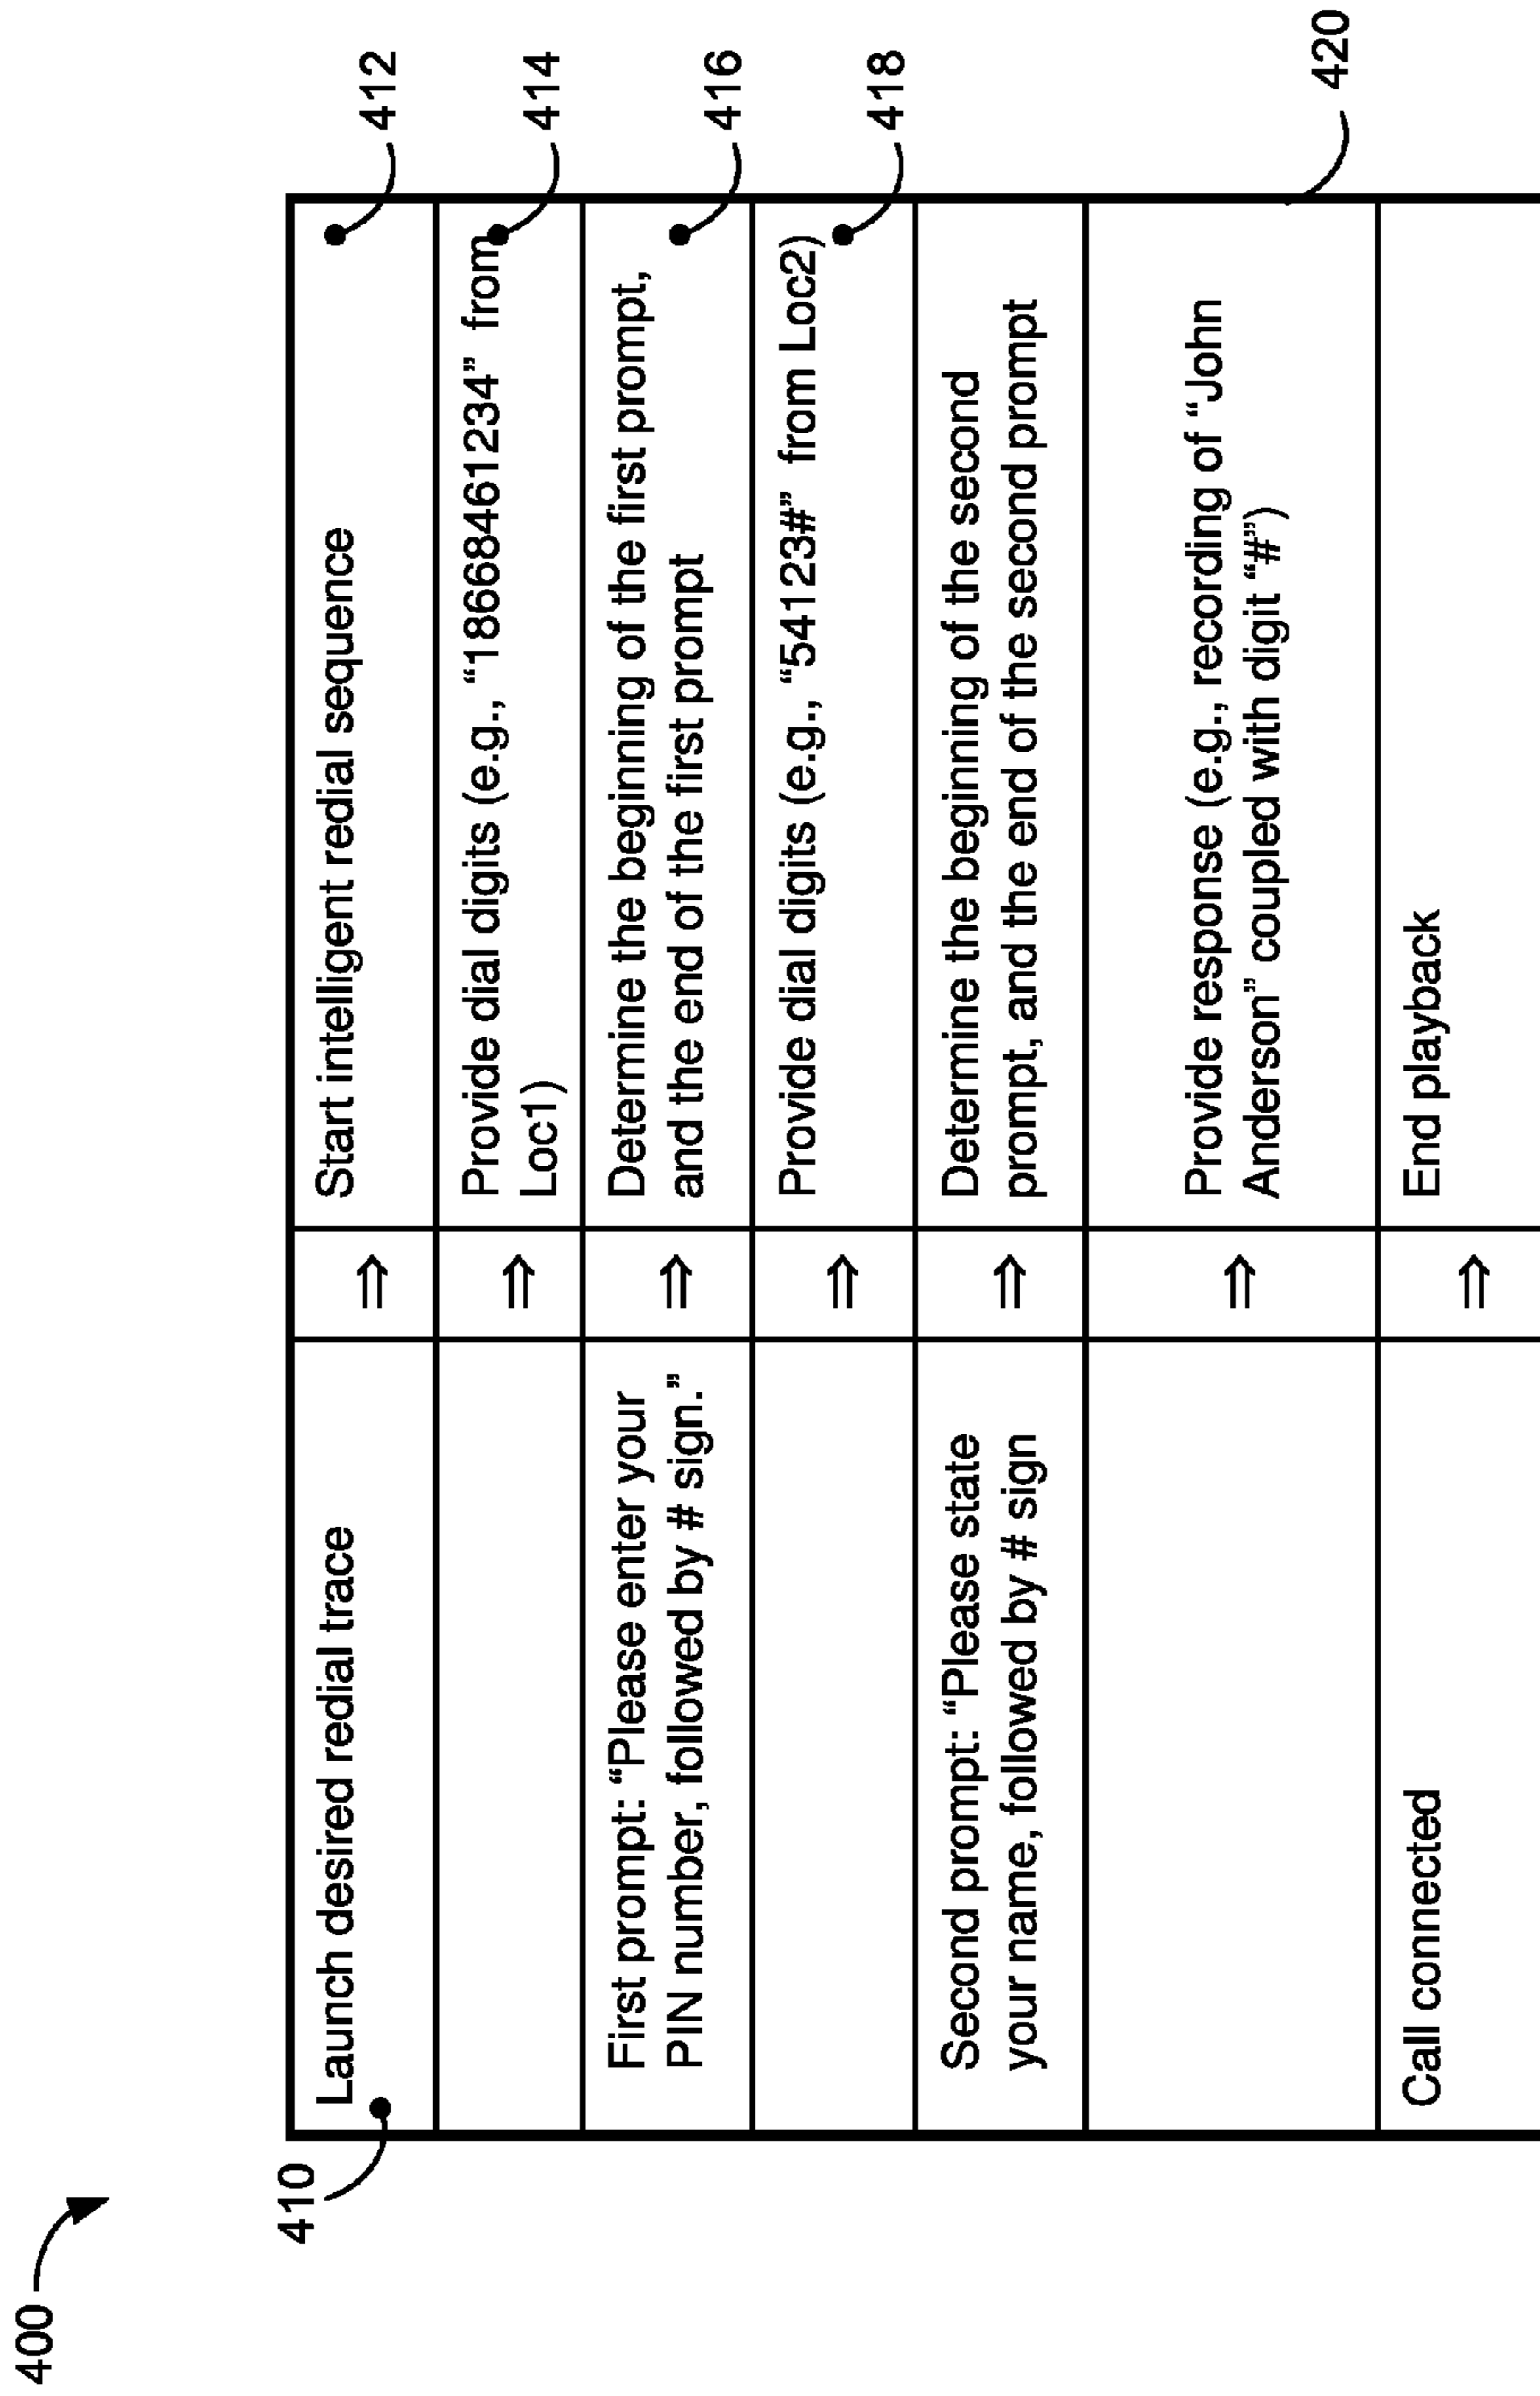 400
410
Launch desired redial trace
⇒
Start intelligent redial sequence
412
⇒
Provide dial digits (e.g., “18668461234” from
Loc1)
414
First prompt: “Please enter your
PIN number, followed by # sign.”
⇒
Determine the beginning of the first prompt,
and the end of the first prompt
416
⇒
Provide dial digits (e.g., “54123#” from Loc2)
418
Second prompt: “Please state
your name, followed by # sign
⇒
Determine the beginning of the second
prompt, and the end of the second prompt
⇒
Provide response (e.g., recording of “John
Anderson” coupled with digit “#”)
420
Call connected
⇒
End playback